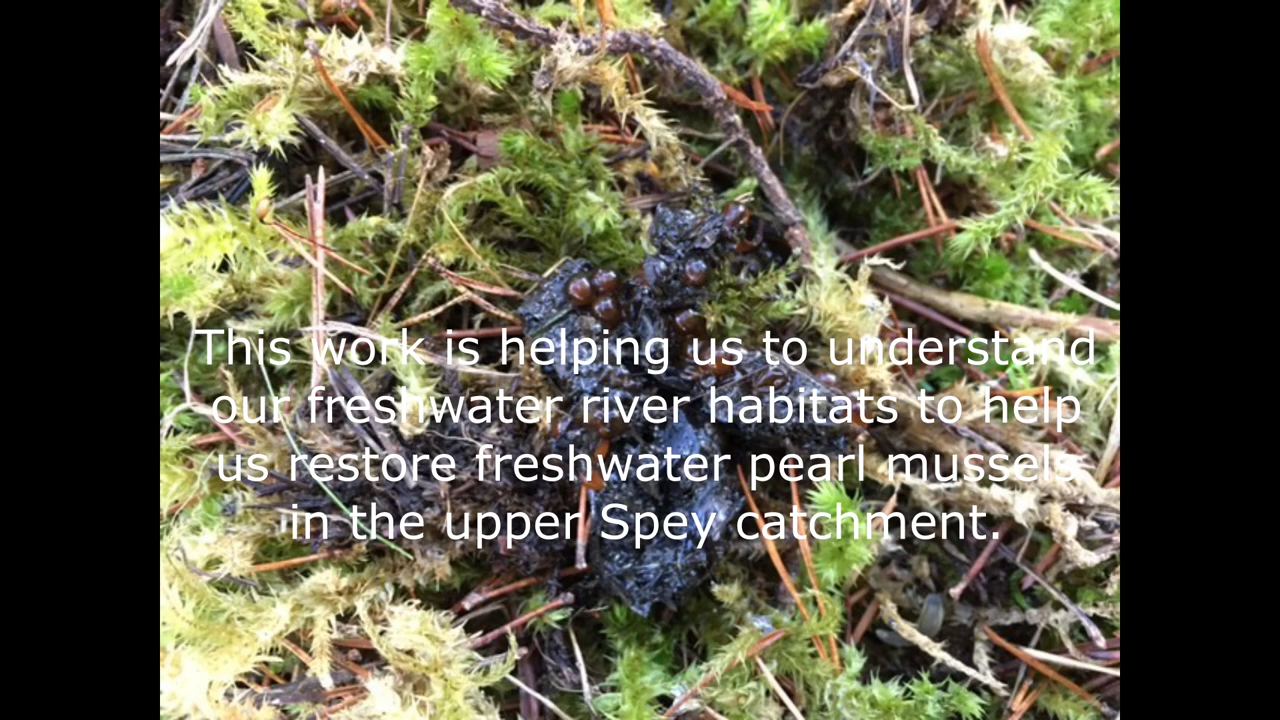 This work is helping us to understand
our freshwater river habitats to help
us restore freshwater pearl mussels
in the upper Spey catchment.